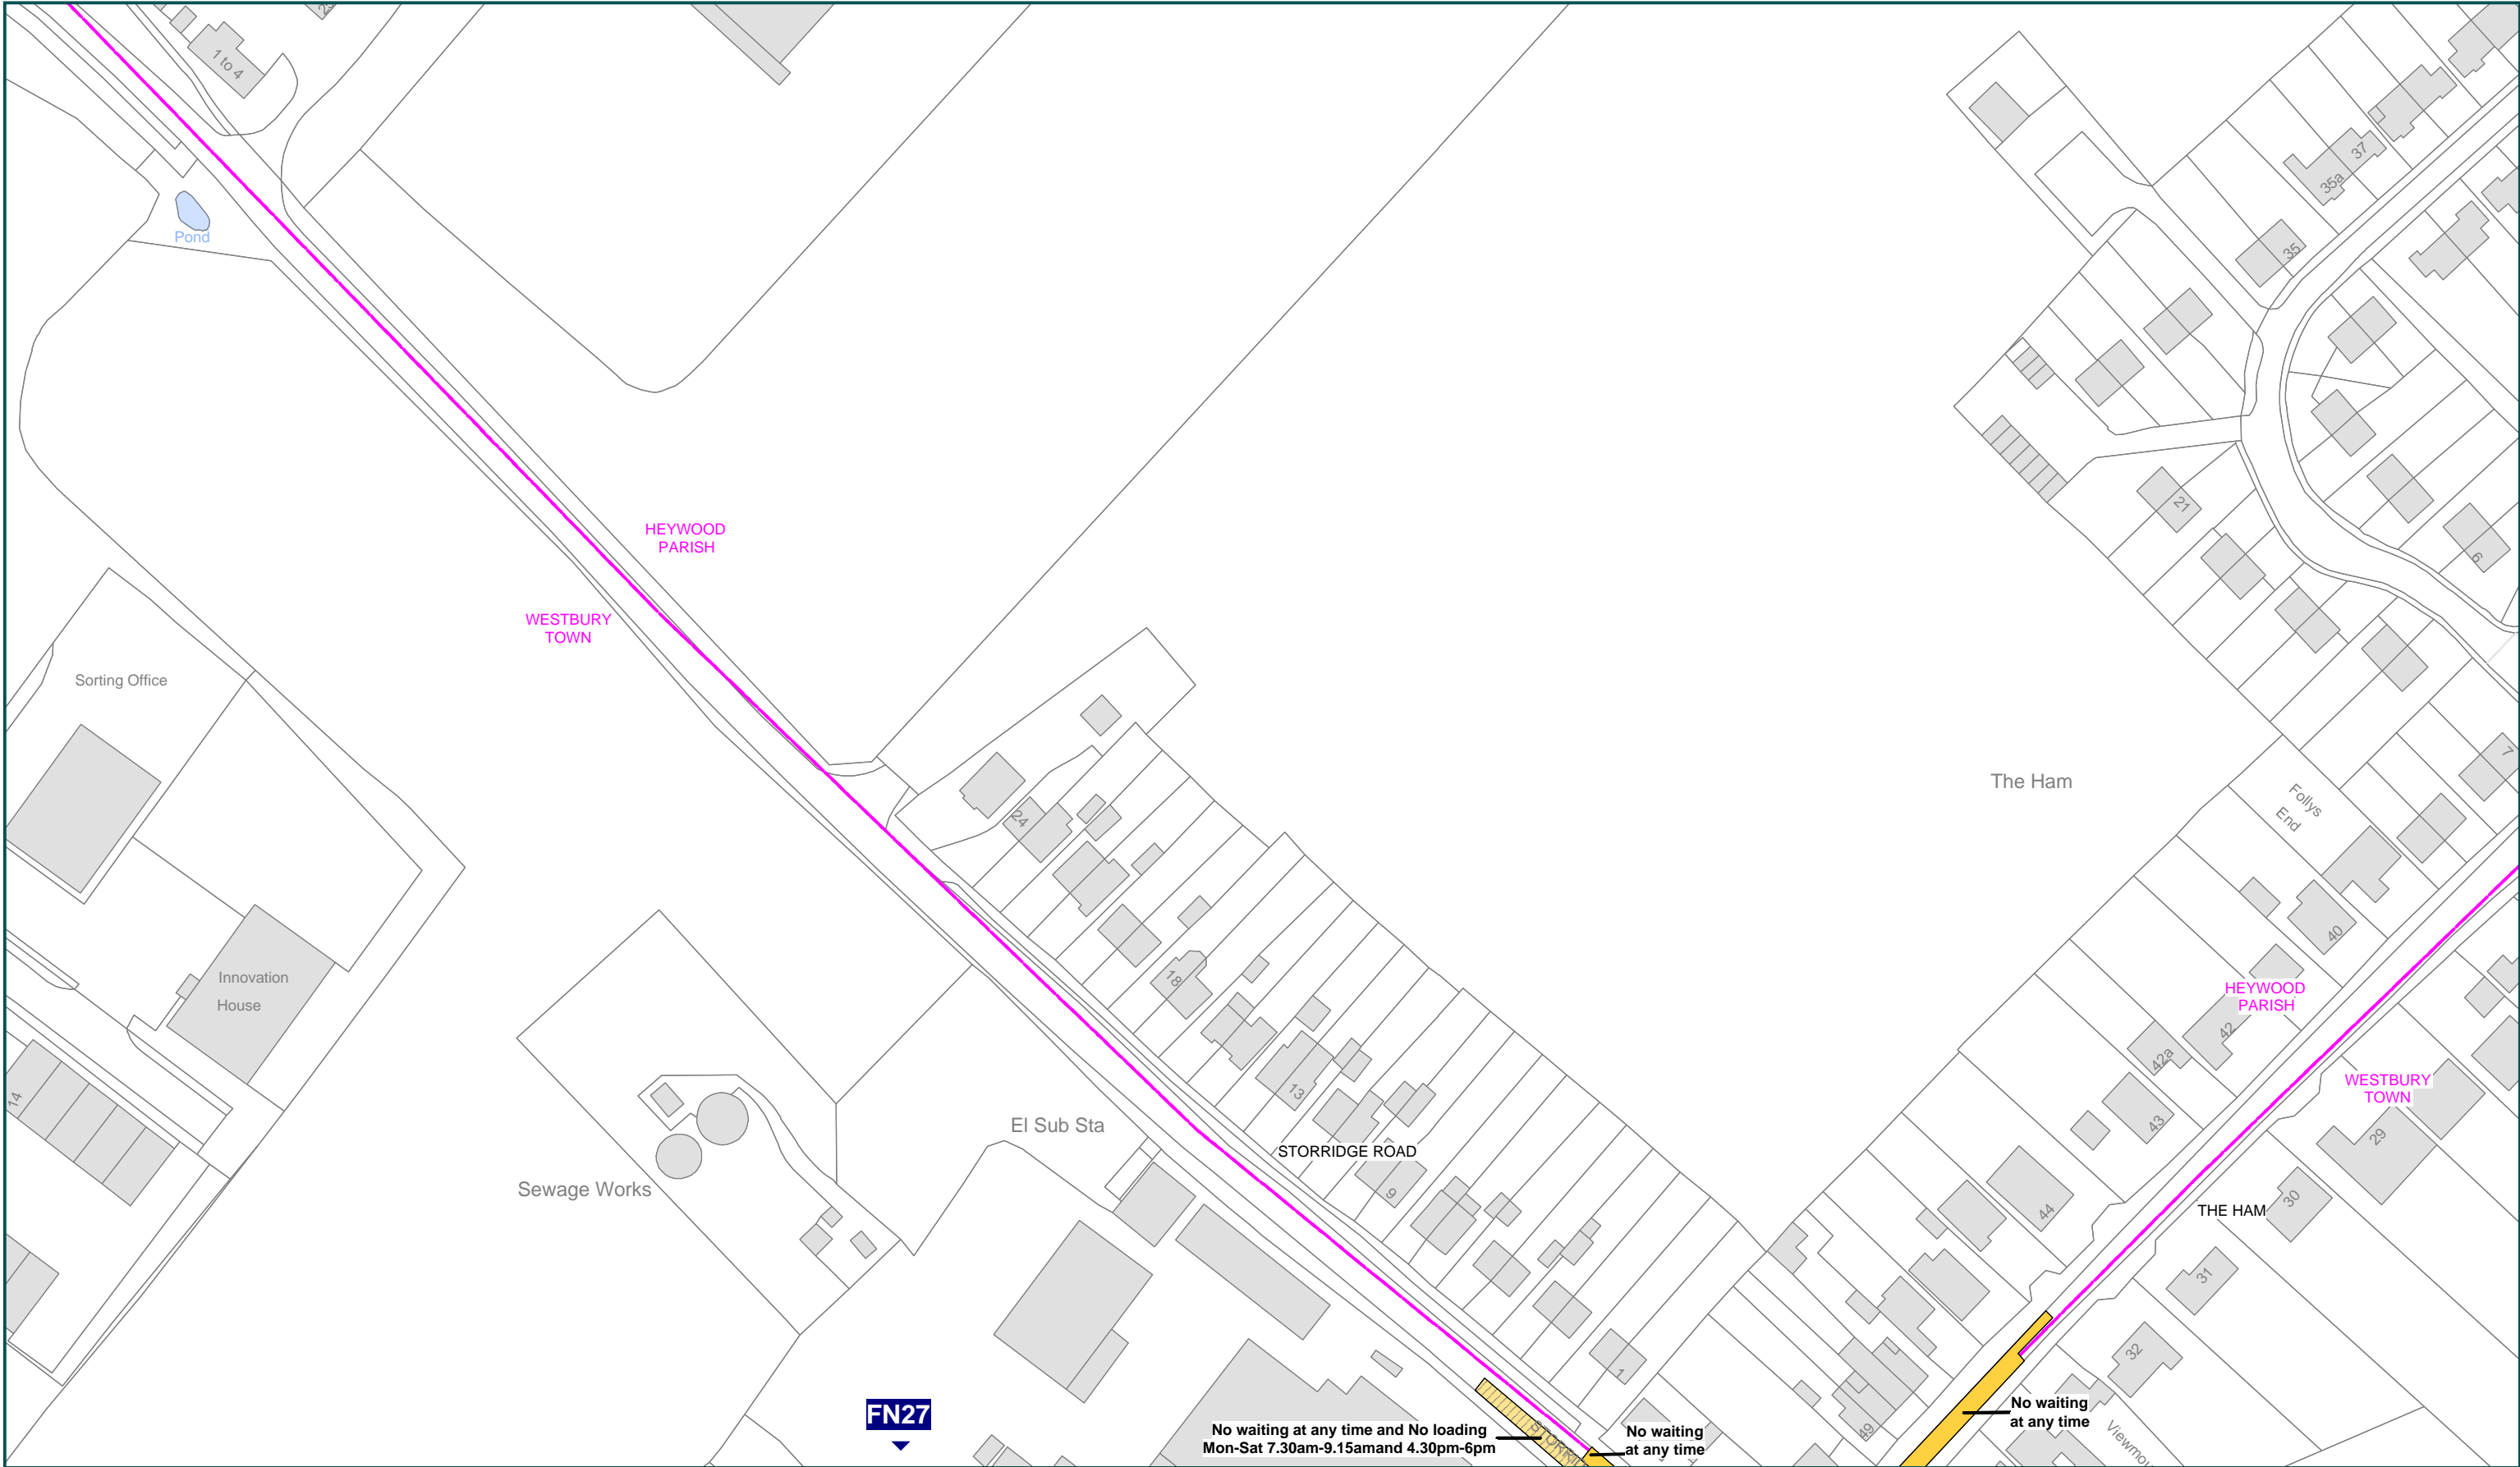 1 to 4
Pond
37
35a
35
21
6
7
HEYWOOD
PARISH
WESTBURY
TOWN
Sorting Office
The Ham
Follys
End
24
18
13
9
1
40
HEYWOOD
PARISH
42
42a
43
44
WESTBURY
TOWN
29
30
THE HAM
31
32
Innovation
House
14
El Sub Sta
STORRIDGE ROAD
Sewage Works
FN27
No waiting at any time and No loading
Mon-Sat 7.30am-9.15amand 4.30pm-6pm
No waiting
at any time
49
No waiting
at any time